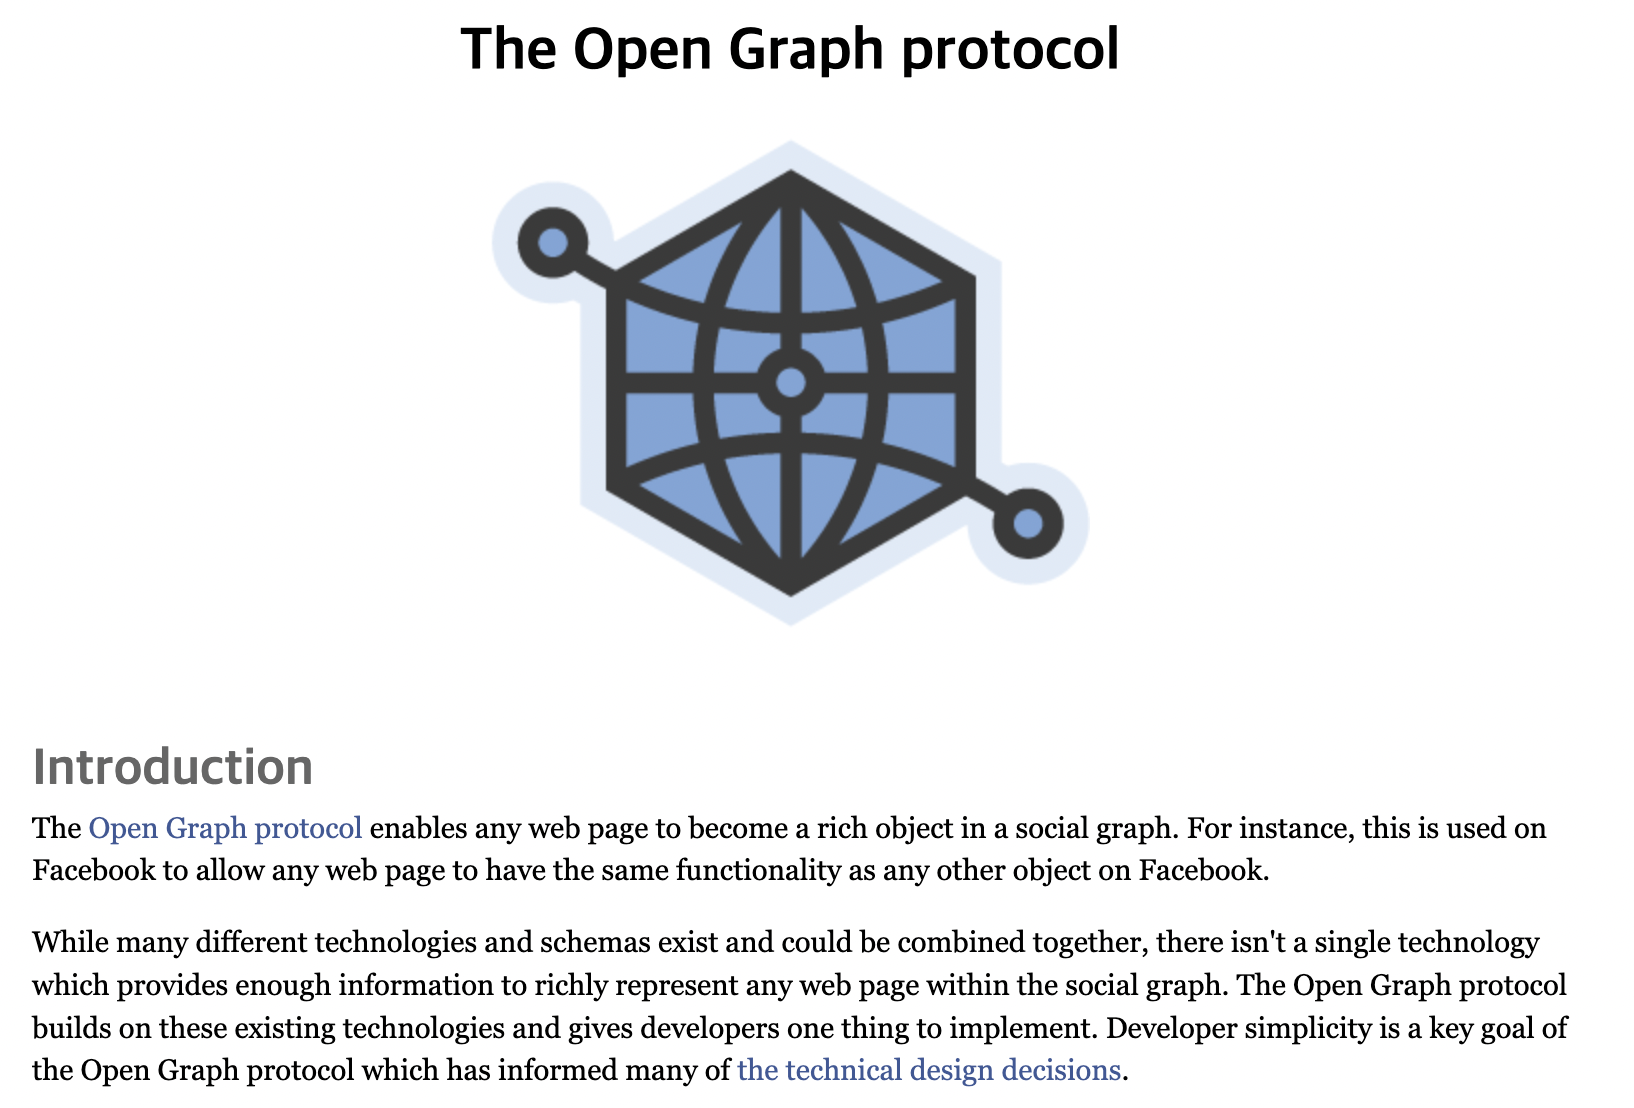 The Open Graph protocol
Introduction
The Open Graph protocol enables any web page to become a rich object in a social graph. For instance, this is used on
Facebook to allow any web page to have the same functionality as any other object on Facebook.
While many different technologies and schemas exist and could be combined together, there isn't a single technology
which provides enough information to richly represent any web page within the social graph. The Open Graph protocol
builds on these existing technologies and gives developers one thing to implement. Developer simplicity is a key goal of
the Open Graph protocol which has informed many of the technical design decisions.